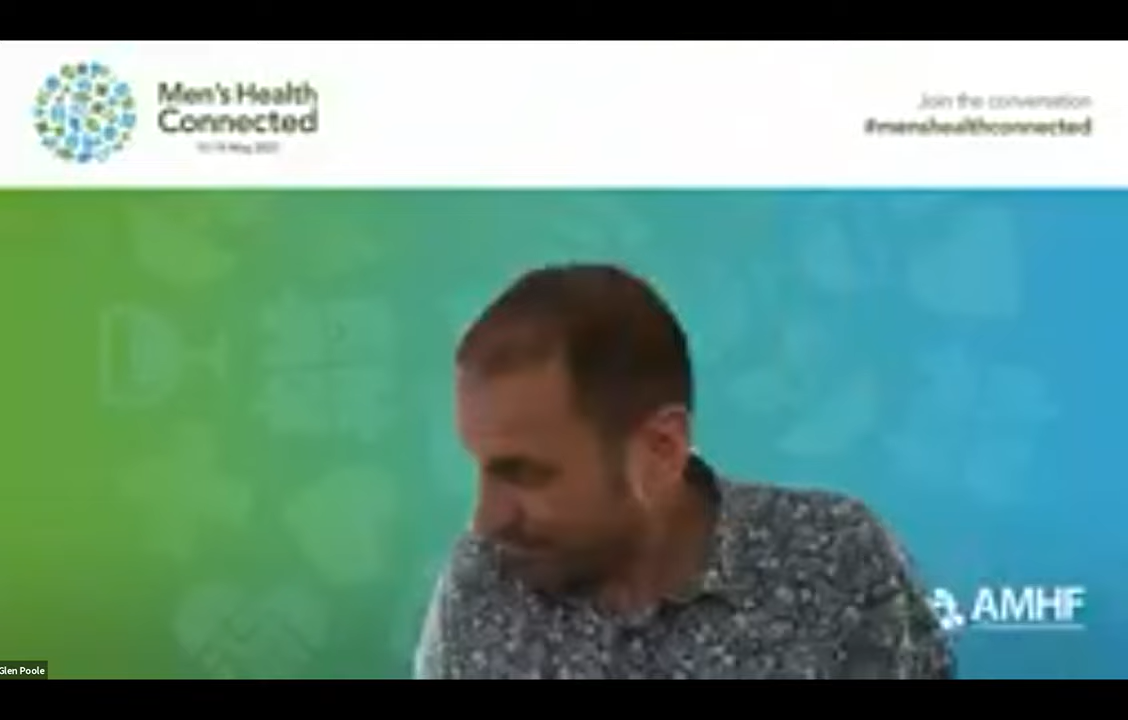 Men's Health
Connected
Join the conversation
#menshealthconnected
AMHF
Glen Poole